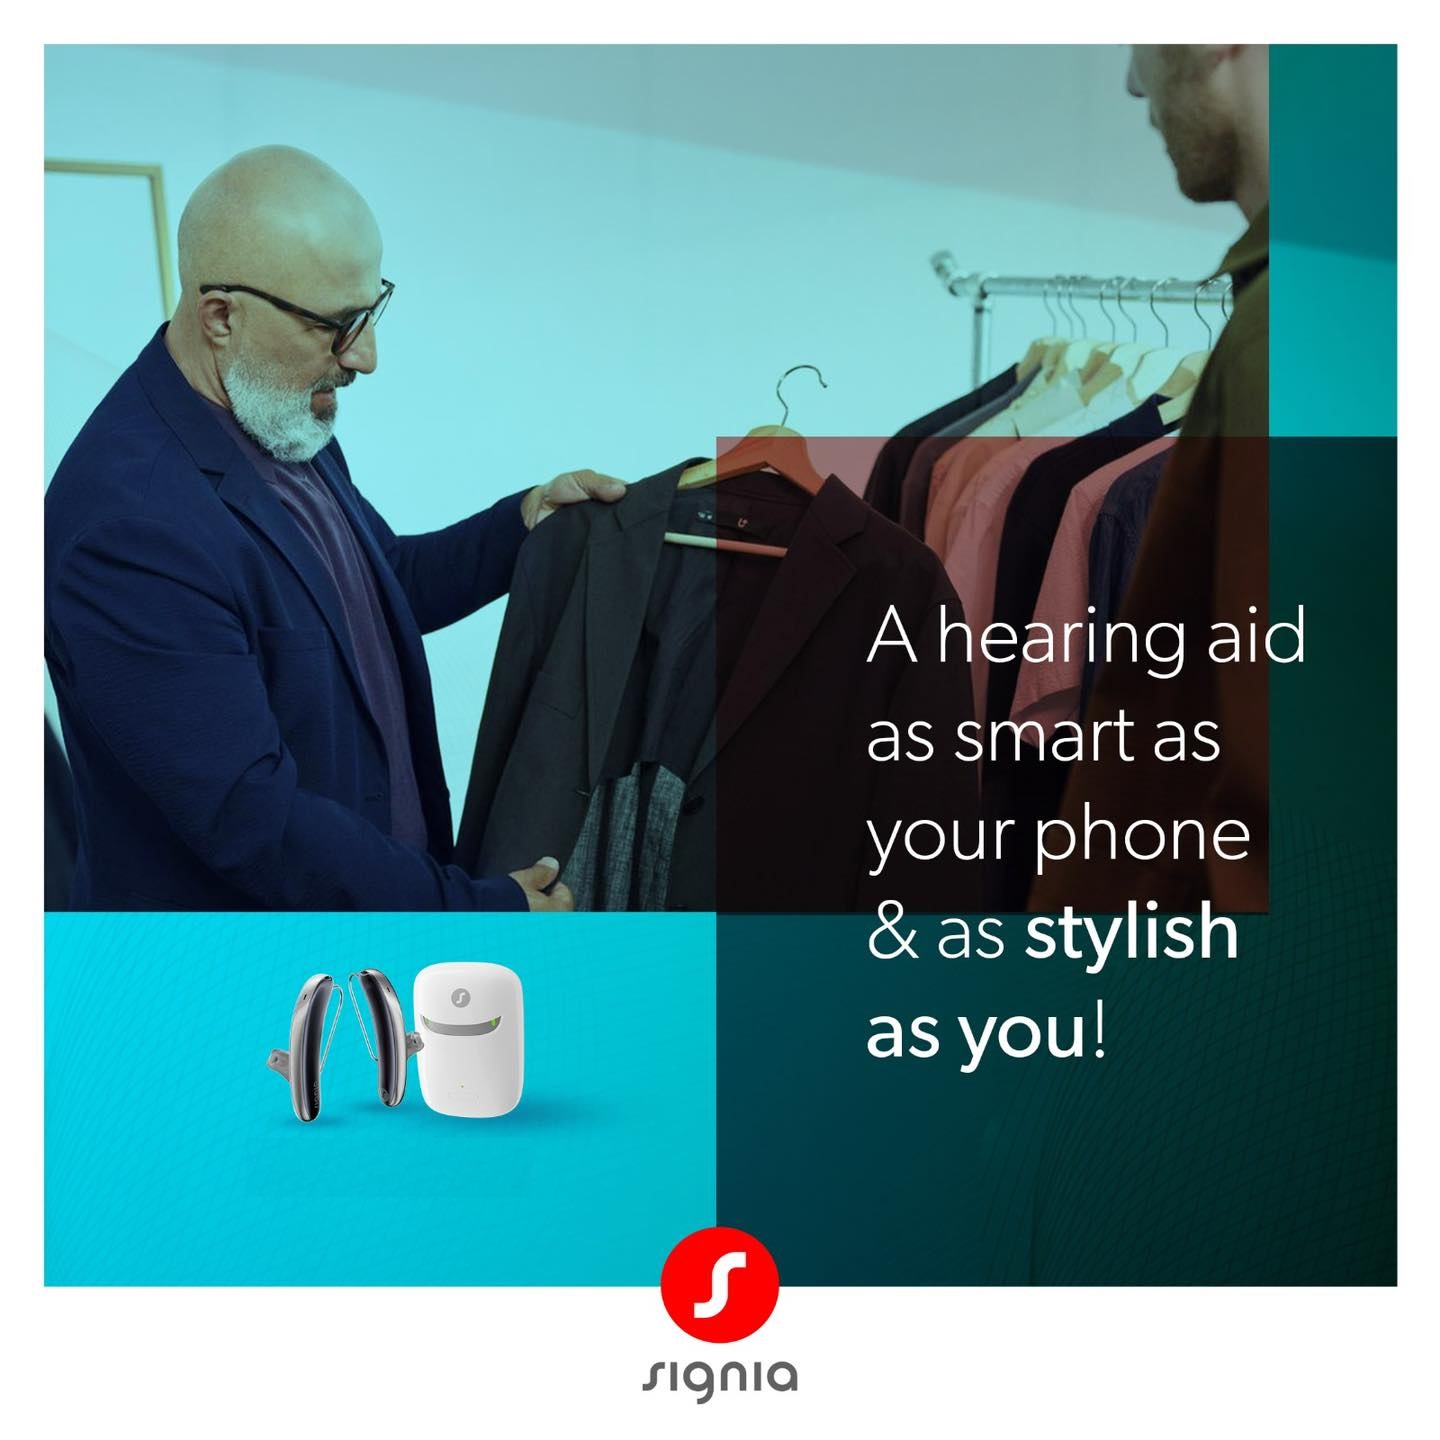 A hearing aid
as smart as
your phone
& as stylish
as you!
signia